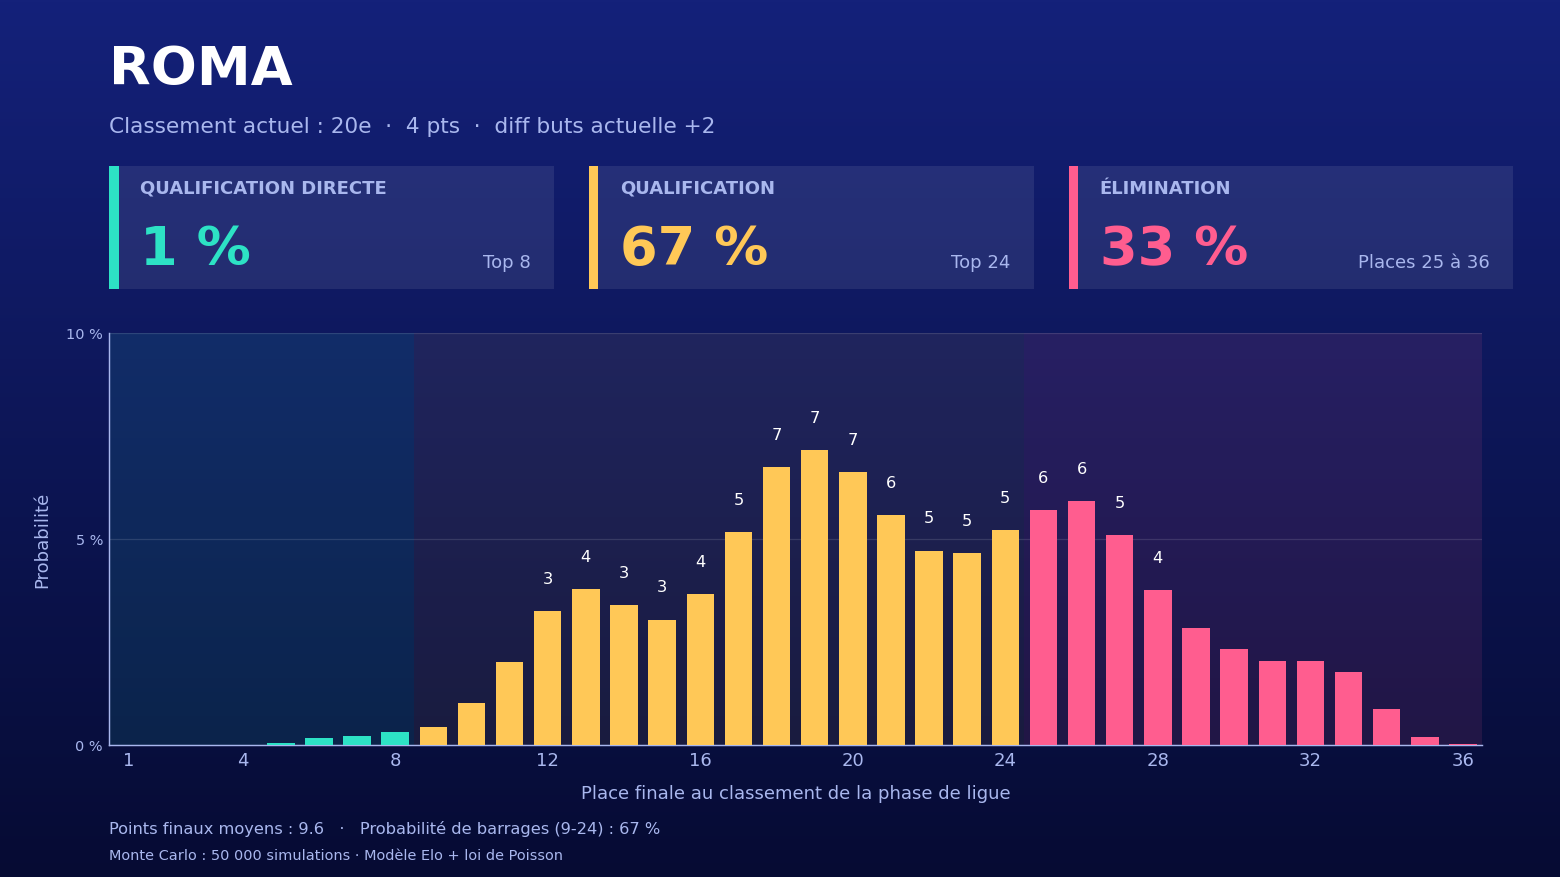 ROMA
Classement actuel : 20e · 4 pts · diff buts actuelle +2
QUALIFICATION DIRECTE
1 %
Top 8
QUALIFICATION
67 %
Top 24
ÉLIMINATION
33 %
Places 25 à 36
Probabilité
10 %
5 %
0 %
3 4 3 3 4 5 7 7 7 6 5 5 5 6 6 5 4
1 4 8 12 16 20 24 28 32 36
Place finale au classement de la phase de ligue
Points finaux moyens : 9.6 · Probabilité de barrages (9-24) : 67 %
Monte Carlo : 50 000 simulations · Modèle Elo + loi de Poisson